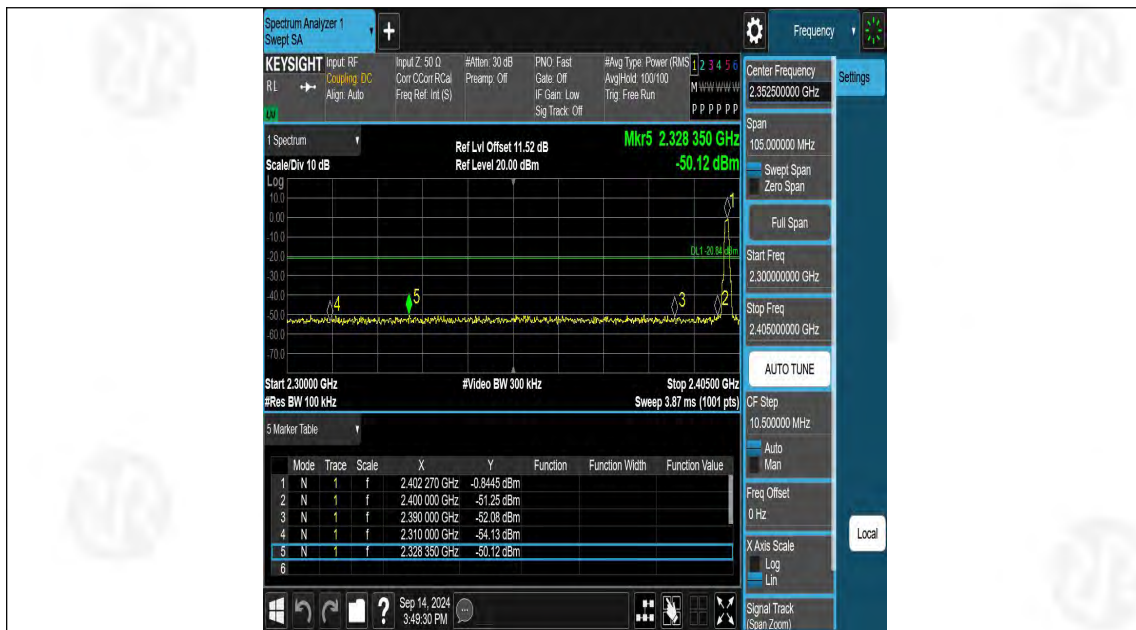 Spectrum Analyzer 1
Swept SA
+
Frequency
KEYSIGHT Input: RF Input Z: 50 Ω #Atten: 30 dB PNO: Fast #Avg Type: Power (RMS 1 2 3 4 5 6
RL Coupling: DC Corr CCorr RCal Preamp: Off Gate: Off Avg|Hold: 100/100 M W W W W W
Align: Auto Freq Ref: Int (S) IF Gain: Low Trig: Free Run
Sig Track: Off P P P P P P
Center Frequency
2.352500000 GHz
Settings
Span
105.000000 MHz
Swept Span
Zero Span
Full Span
Start Freq
2.300000000 GHz
Stop Freq
2.405000000 GHz
AUTO TUNE
CF Step
10.500000 MHz
Auto
Man
Freq Offset
0 Hz
X Axis Scale
Log
Lin
Signal Track
(Span Zoom)
Local
1 Spectrum
Ref Lvl Offset 11.52 dB
Mkr5 2.328 350 GHz
Scale/Div 10 dB
Ref Level 20.00 dBm
-50.12 dBm
Log
10.0
0.00
-10.0
-20.0
-30.0
-40.0
-50.0
-60.0
-70.0
DL1 -20.84 dBm
1
2
3
4
5
Start 2.30000 GHz #Video BW 300 kHz Stop 2.40500 GHz
#Res BW 100 kHz Sweep 3.87 ms (1001 pts)
5 Marker Table
Mode Trace Scale X Y Function Function Width Function Value
1 N 1 f 2.402 270 GHz -0.8445 dBm
2 N 1 f 2.400 000 GHz -51.25 dBm
3 N 1 f 2.390 000 GHz -52.08 dBm
4 N 1 f 2.310 000 GHz -54.13 dBm
5 N 1 f 2.328 350 GHz -50.12 dBm
6
? Sep 14, 2024
3:49:30 PM